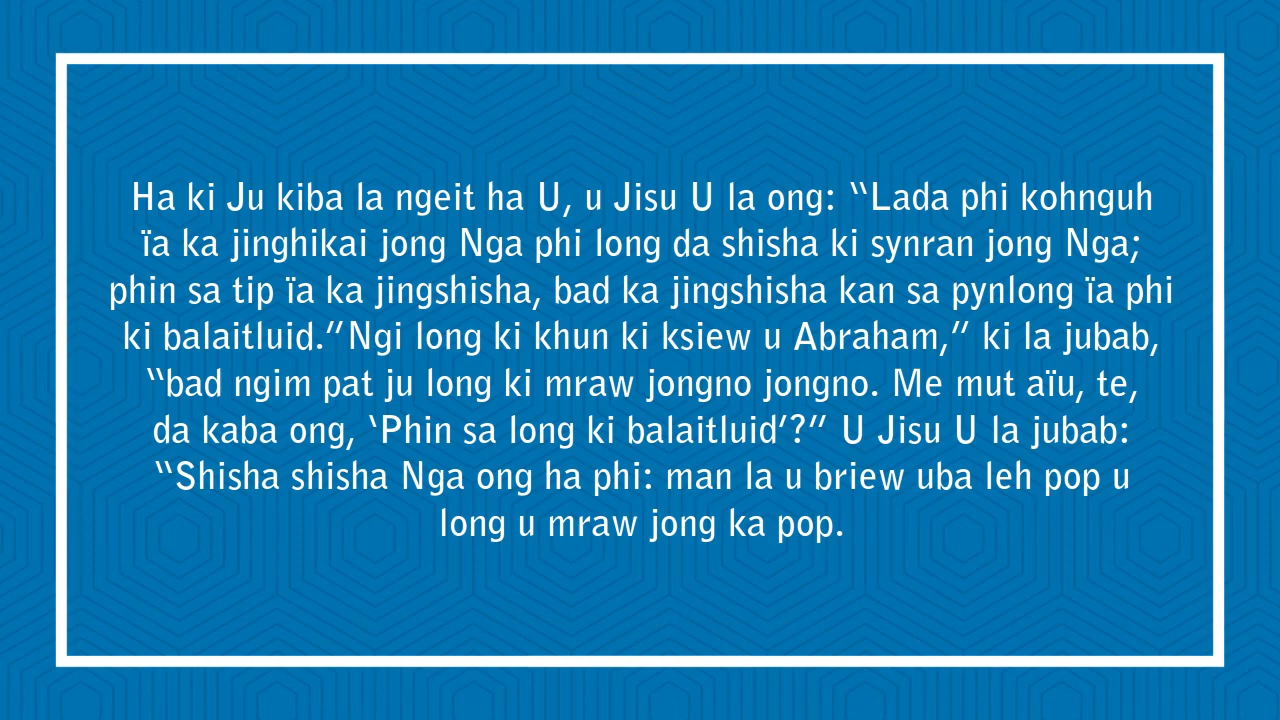 Ha ki Ju kiba la ngeit ha U, u Jisu U la ong: “Lada phi kohnguh
ïa ka jinghikai jong Nga phi long da shisha ki synran jong Nga;
phin sa tip ïa ka jingshisha, bad ka jingshisha kan sa pynlong ïa phi
ki balaitluid.”Ngi long ki khun ki ksiew u Abraham,” ki la jubab,
“bad ngim pat ju long ki mraw jongno jongno. Me mut aïu, te,
da kaba ong, ‘Phin sa long ki balaitluid’?” U Jisu U la jubab:
“Shisha shisha Nga ong ha phi: man la u briew uba leh pop u
long u mraw jong ka pop.